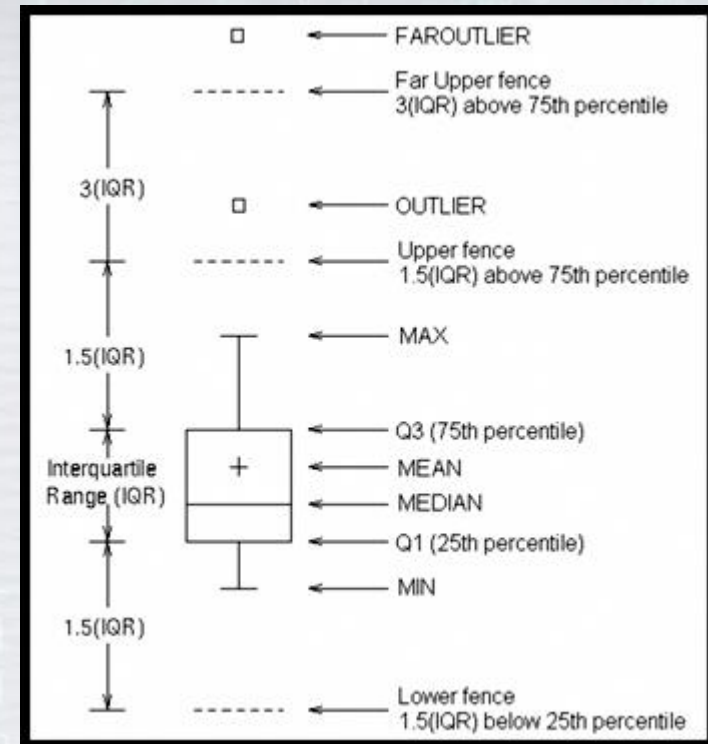 FAROUTLIER
Far Upper fence
3(IQR) above 75th percentile
3(IQR)
OUTLIER
Upper fence
1.5(IQR) above 75th percentile
MAX
1.5(IQR)
Q3 (75th percentile)
Interquartile
Range (IQR)
MEAN
MEDIAN
Q1 (25th percentile)
MIN
1.5(IQR)
Lower fence
1.5(IQR) below 25th percentile